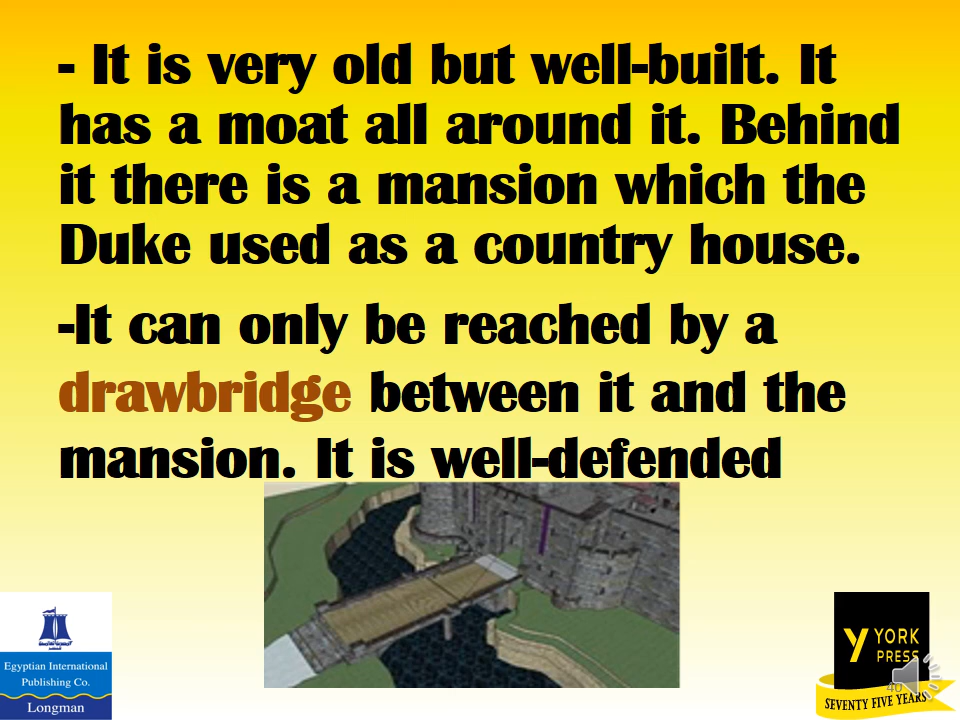 - It is very old but well-built. It
has a moat all around it. Behind
it there is a mansion which the
Duke used as a country house.
-It can only be reached by a
drawbridge between it and the
mansion. It is well-defended
Egyptian International
Publishing Co.
Longman
y YORK
PRESS
40
SEVENTY FIVE YEARS